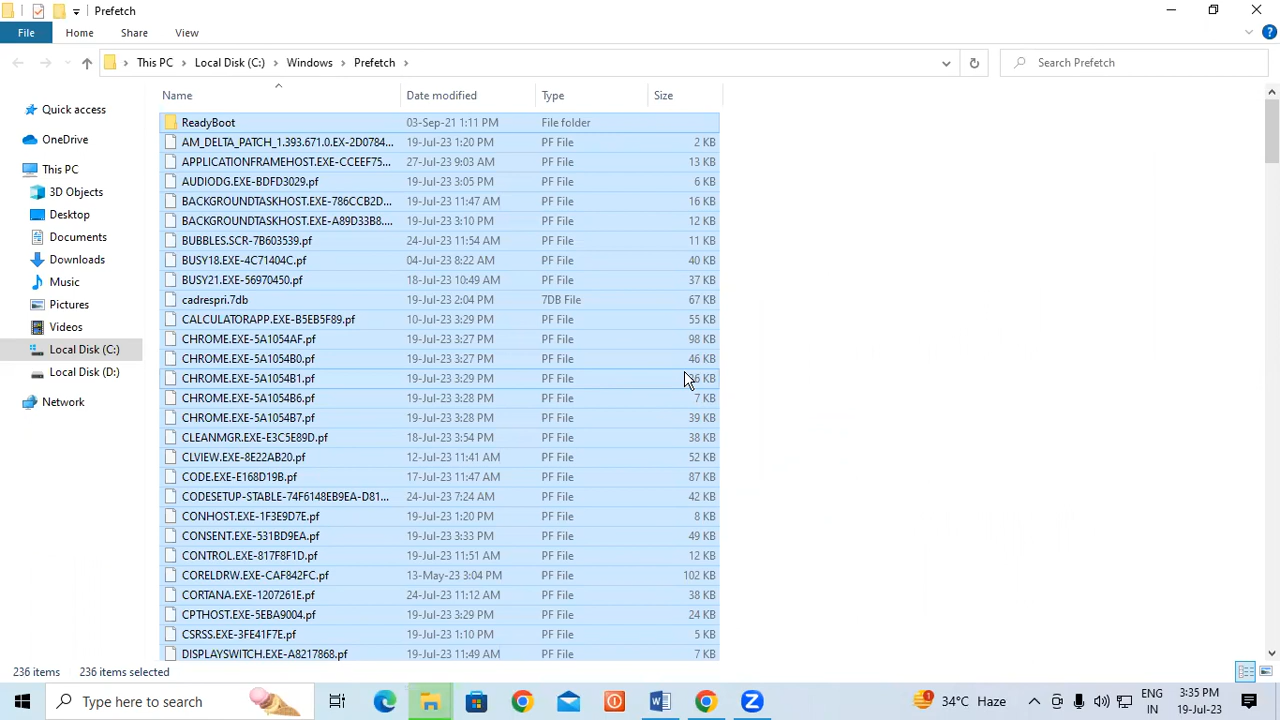 Prefetch
File Home Share View
This PC Local Disk (C:) Windows Prefetch
Search Prefetch
Name Date modified Type Size
Quick access
OneDrive
This PC
3D Objects
Desktop
Documents
Downloads
Music
Pictures
Videos
Local Disk (C:)
Local Disk (D:)
Network
ReadyBoot 03-Sep-21 1:11 PM File folder
AM_DELTA_PATCH_1.393.671.0.EX-2D0784... 19-Jul-23 1:20 PM PF File 2 KB
APPLICATIONFRAMEHOST.EXE-CCEEF75... 27-Jul-23 9:03 AM PF File 13 KB
AUDIODG.EXE-BDFD3029.pf 19-Jul-23 3:05 PM PF File 6 KB
BACKGROUNDTASKHOST.EXE-786CCB2D... 19-Jul-23 11:47 AM PF File 16 KB
BACKGROUNDTASKHOST.EXE-A89D33B8.... 19-Jul-23 3:10 PM PF File 12 KB
BUBBLES.SCR-7B603539.pf 24-Jul-23 11:54 AM PF File 11 KB
BUSY18.EXE-4C71404C.pf 04-Jul-23 8:22 AM PF File 40 KB
BUSY21.EXE-56970450.pf 18-Jul-23 10:49 AM PF File 37 KB
cadrespri.7db 19-Jul-23 2:04 PM 7DB File 67 KB
CALCULATORAPP.EXE-B5EB5F89.pf 10-Jul-23 3:29 PM PF File 55 KB
CHROME.EXE-5A1054AF.pf 19-Jul-23 3:27 PM PF File 98 KB
CHROME.EXE-5A1054B0.pf 19-Jul-23 3:27 PM PF File 46 KB
CHROME.EXE-5A1054B1.pf 19-Jul-23 3:29 PM PF File KB
CHROME.EXE-5A1054B6.pf 19-Jul-23 3:28 PM PF File 7 KB
CHROME.EXE-5A1054B7.pf 19-Jul-23 3:28 PM PF File 39 KB
CLEANMGR.EXE-E3C5E89D.pf 18-Jul-23 3:54 PM PF File 38 KB
CLVIEW.EXE-8E22AB20.pf 12-Jul-23 11:41 AM PF File 52 KB
CODE.EXE-E168D19B.pf 17-Jul-23 11:47 AM PF File 87 KB
CODESETUP-STABLE-74F6148EB9EA-D81... 24-Jul-23 7:24 AM PF File 42 KB
CONHOST.EXE-1F3E9D7E.pf 19-Jul-23 1:20 PM PF File 8 KB
CONSENT.EXE-531BD9EA.pf 19-Jul-23 3:33 PM PF File 49 KB
CONTROL.EXE-817F8F1D.pf 19-Jul-23 11:51 AM PF File 12 KB
CORELDRW.EXE-CAF842FC.pf 13-May-23 3:04 PM PF File 102 KB
CORTANA.EXE-1207261E.pf 24-Jul-23 11:12 AM PF File 38 KB
CPTHOST.EXE-5EBA9004.pf 19-Jul-23 3:29 PM PF File 24 KB
CSRSS.EXE-3FE41F7E.pf 19-Jul-23 1:10 PM PF File 5 KB
DISPLAYSWITCH.EXE-A8217868.pf 19-Jul-23 11:49 AM PF File 7 KB
236 items 236 items selected
Type here to search
34°C Haze
ENG
IN
3:35 PM
19-Jul-23